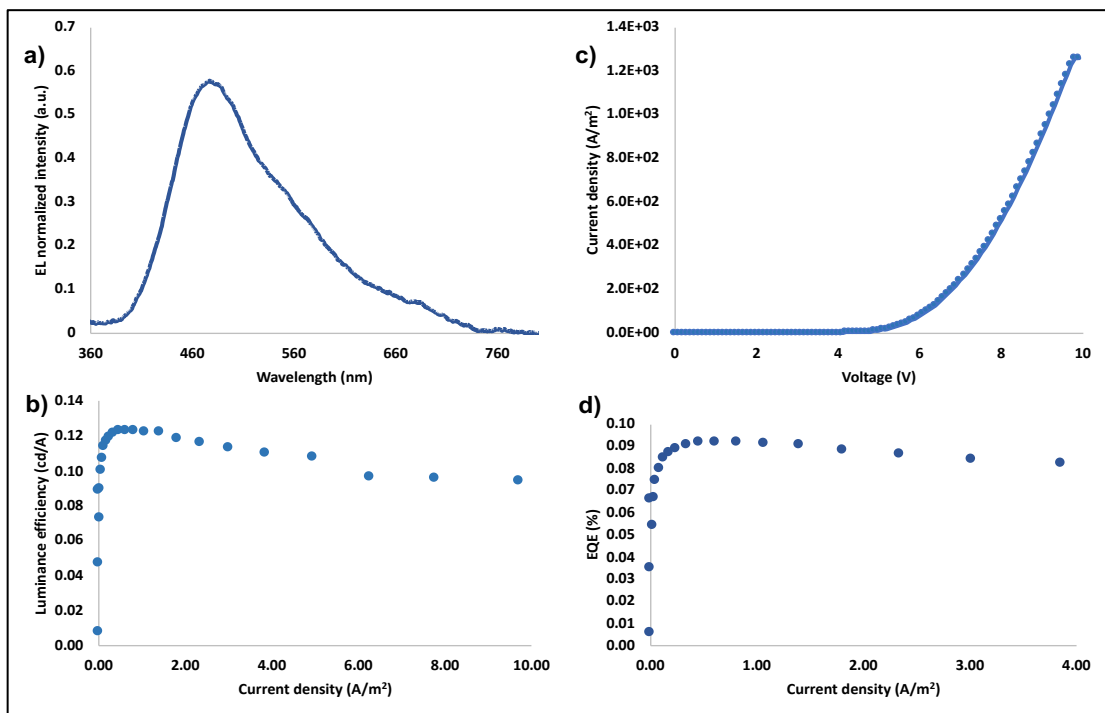 a)
EL normalized intensity (a.u.)
0.7
0.6
0.5
0.4
0.3
0.2
0.1
0
360
460
560
660
760
Wavelength (nm)
c)
Current density (A/m²)
1.4E+03
1.2E+03
1.0E+03
8.0E+02
6.0E+02
4.0E+02
2.0E+02
0.0E+00
0
2
4
6
8
10
Voltage (V)
b)
Luminance efficiency (cd/A)
0.14
0.12
0.10
0.08
0.06
0.04
0.02
0.00
0.00
2.00
4.00
6.00
8.00
10.00
Current density (A/m²)
d)
EQE (%)
0.10
0.09
0.08
0.07
0.06
0.05
0.04
0.03
0.02
0.01
0.00
0.00
1.00
2.00
3.00
4.00
Current density (A/m²)